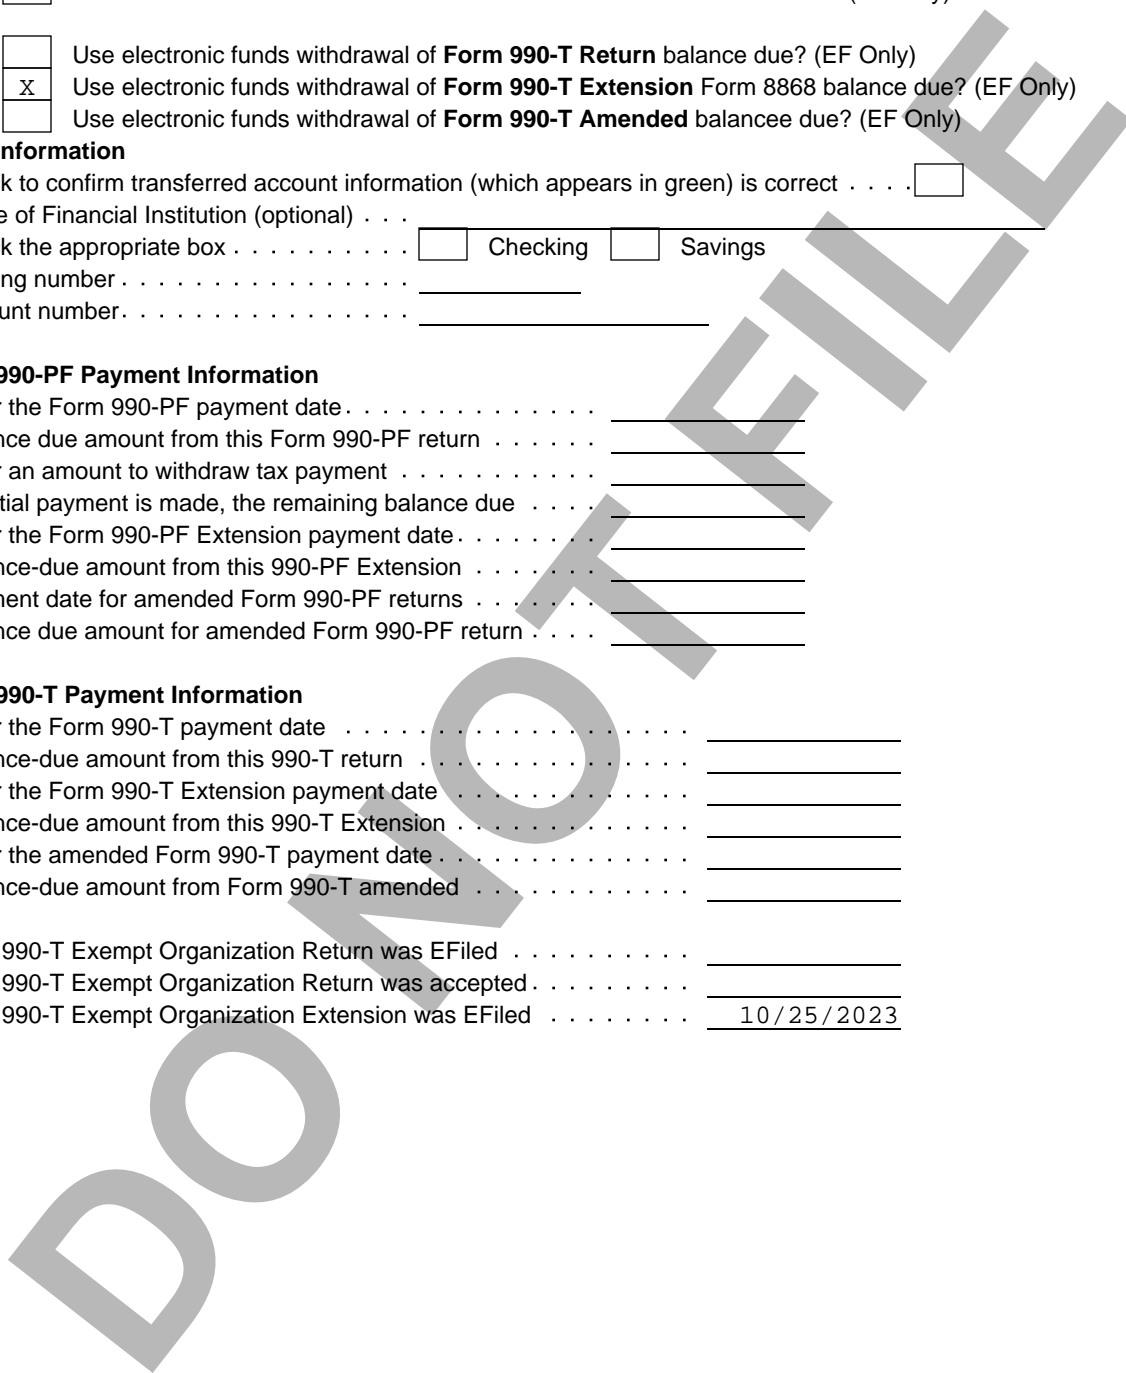 Use electronic funds withdrawal of Form 990-T Return balance due? (EF Only)
X Use electronic funds withdrawal of Form 990-T Extension Form 8868 balance due? (EF Only)
Use electronic funds withdrawal of Form 990-T Amended balancee due? (EF Only)
nformation
k to confirm transferred account information (which appears in green) is correct . . . .
e of Financial Institution (optional) . . .
k the appropriate box . . . . . . . . . . Checking Savings
ng number . . . . . . . . . . . . . . . .
unt number . . . . . . . . . . . . . . . .
990-PF Payment Information
r the Form 990-PF payment date . . . . . . . . . . . . . .
nce due amount from this Form 990-PF return . . . . . .
r an amount to withdraw tax payment . . . . . . . . . . .
tial payment is made, the remaining balance due . . . .
r the Form 990-PF Extension payment date . . . . . . . .
nce-due amount from this 990-PF Extension . . . . . . .
nent date for amended Form 990-PF returns . . . . . . .
nce due amount for amended Form 990-PF return . . . .
990-T Payment Information
r the Form 990-T payment date . . . . . . . . . . . . . . . . . . .
nce-due amount from this 990-T return . . . . . . . . . . . . . . .
r the Form 990-T Extension payment date . . . . . . . . . . . . .
nce-due amount from this 990-T Extension . . . . . . . . . . . . .
r the amended Form 990-T payment date . . . . . . . . . . . . . .
nce-due amount from Form 990-T amended . . . . . . . . . . . .
990-T Exempt Organization Return was EFiled . . . . . . . . . .
990-T Exempt Organization Return was accepted . . . . . . . . .
990-T Exempt Organization Extension was EFiled . . . . . . . . 10/25/2023
DO NOT FILE